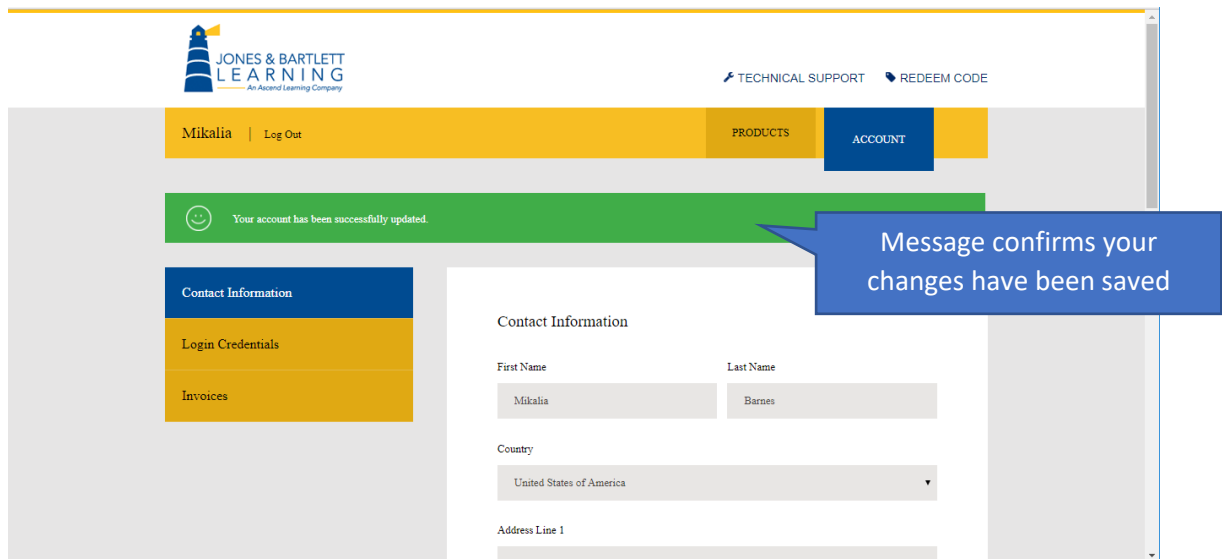 JONES & BARTLETT
LEARNING
An Ascend Learning Company
TECHNICAL SUPPORT REDEEM CODE
Mikalia | Log Out PRODUCTS ACCOUNT
Your account has been successfully updated.
Message confirms your
changes have been saved
Contact Information
Login Credentials
Invoices
Contact Information
First Name Last Name
Mikalia Barnes
Country
United States of America
Address Line 1